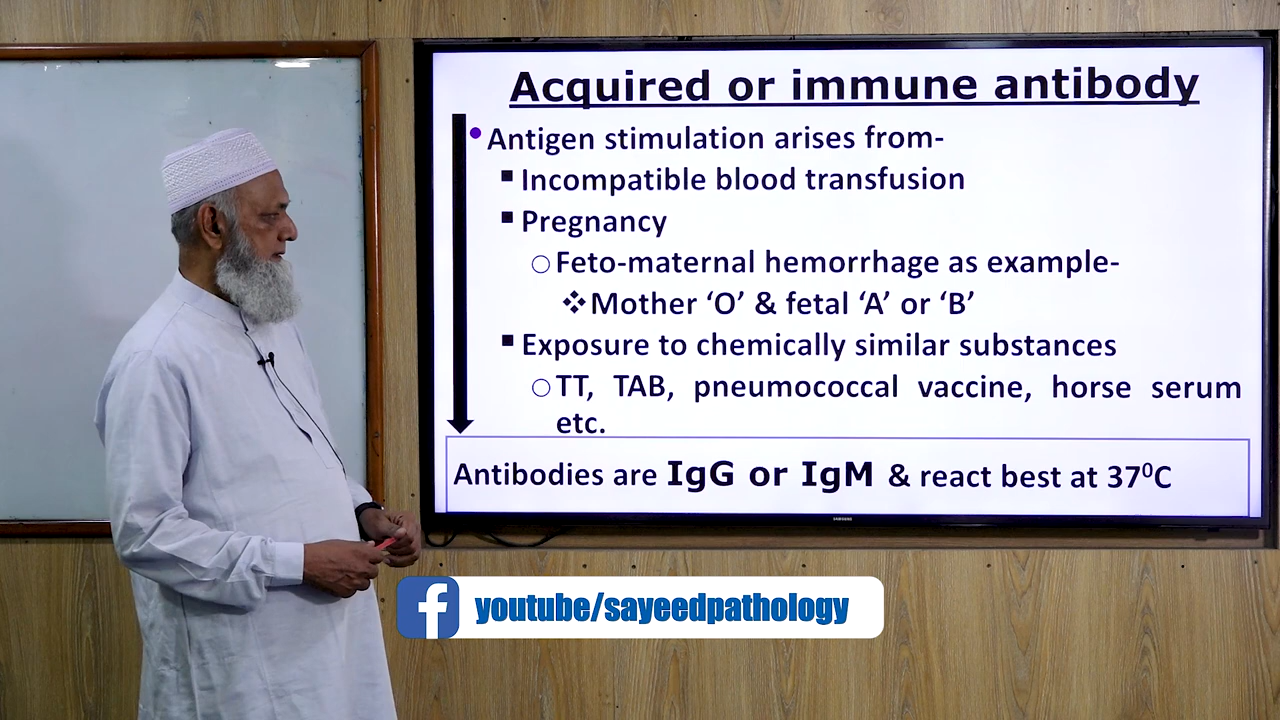 Acquired or immune antibody
• Antigen stimulation arises from-
▪ Incompatible blood transfusion
▪ Pregnancy
○ Feto-maternal hemorrhage as example-
❖ Mother ‘O’ & fetal ‘A’ or ‘B’
▪ Exposure to chemically similar substances
○ TT, TAB, pneumococcal vaccine, horse serum
etc.
Antibodies are IgG or IgM & react best at 37⁰C
SAMSUNG
f youtube/sayeedpathology